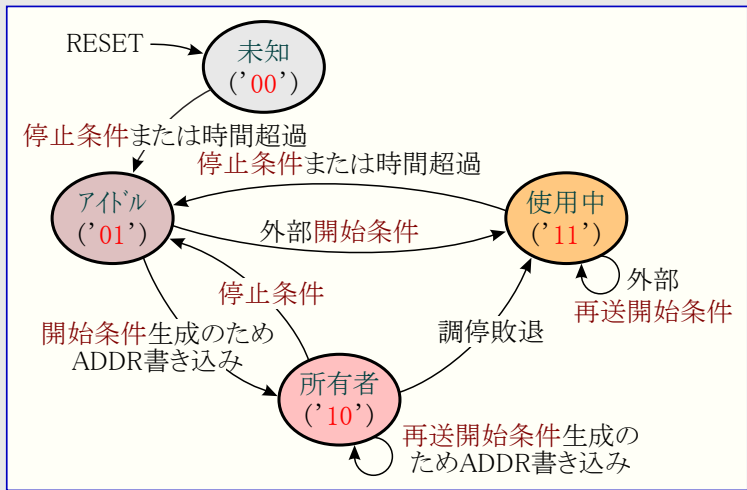 RESET
未知
('00')
停止条件または時間超過
停止条件または時間超過
アイドル
('01')
使用中
('11')
外部開始条件
外部
再送開始条件
停止条件
調停敗退
開始条件生成のため
ADDR書き込み
所有者
('10')
再送開始条件生成の
ためADDR書き込み